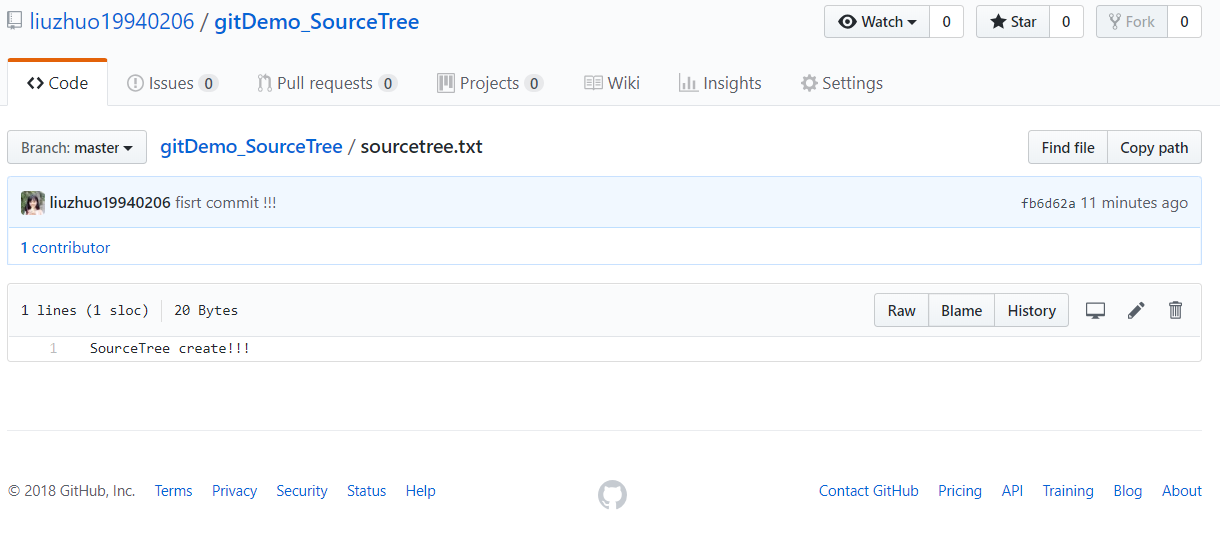 liuzhuo19940206 / gitDemo_SourceTree Watch 0 Star 0 Fork 0
Code Issues 0 Pull requests 0 Projects 0 Wiki Insights Settings
Branch: master gitDemo_SourceTree / sourcetree.txt Find file Copy path
liuzhuo19940206 fisrt commit !!! fb6d62a 11 minutes ago
1 contributor
1 lines (1 sloc) 20 Bytes Raw Blame History
1 SourceTree create!!!
© 2018 GitHub, Inc. Terms Privacy Security Status Help Contact GitHub Pricing API Training Blog About